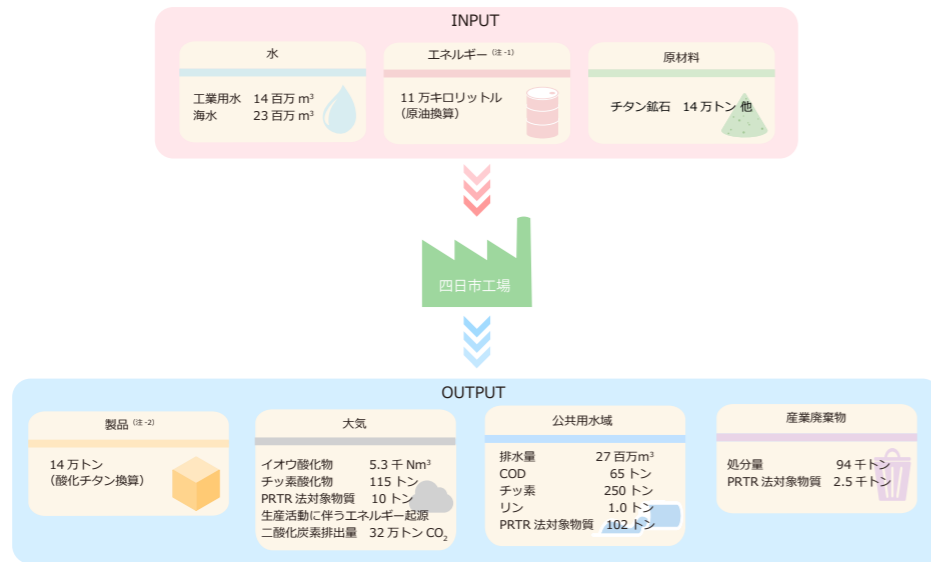 INPUT
水
工業用水 14 百万 m³
海水 23 百万 m³
エネルギー (注-1)
11 万キロリットル
(原油換算)
原材料
チタン鉱石 14 万トン 他
四日市工場
OUTPUT
製品 (注-2)
14 万トン
(酸化チタン換算)
大気
イオウ酸化物 5.3 千 Nm³
チッ素酸化物 115 トン
PRTR 法対象物質 10 トン
生産活動に伴うエネルギー起源
二酸化炭素排出量 32 万トン CO₂
公共用水域
排水量 27 百万m³
COD 65 トン
チッ素 250 トン
リン 1.0 トン
PRTR 法対象物質 102 トン
産業廃棄物
処分量 94 千トン
PRTR 法対象物質 2.5 千トン